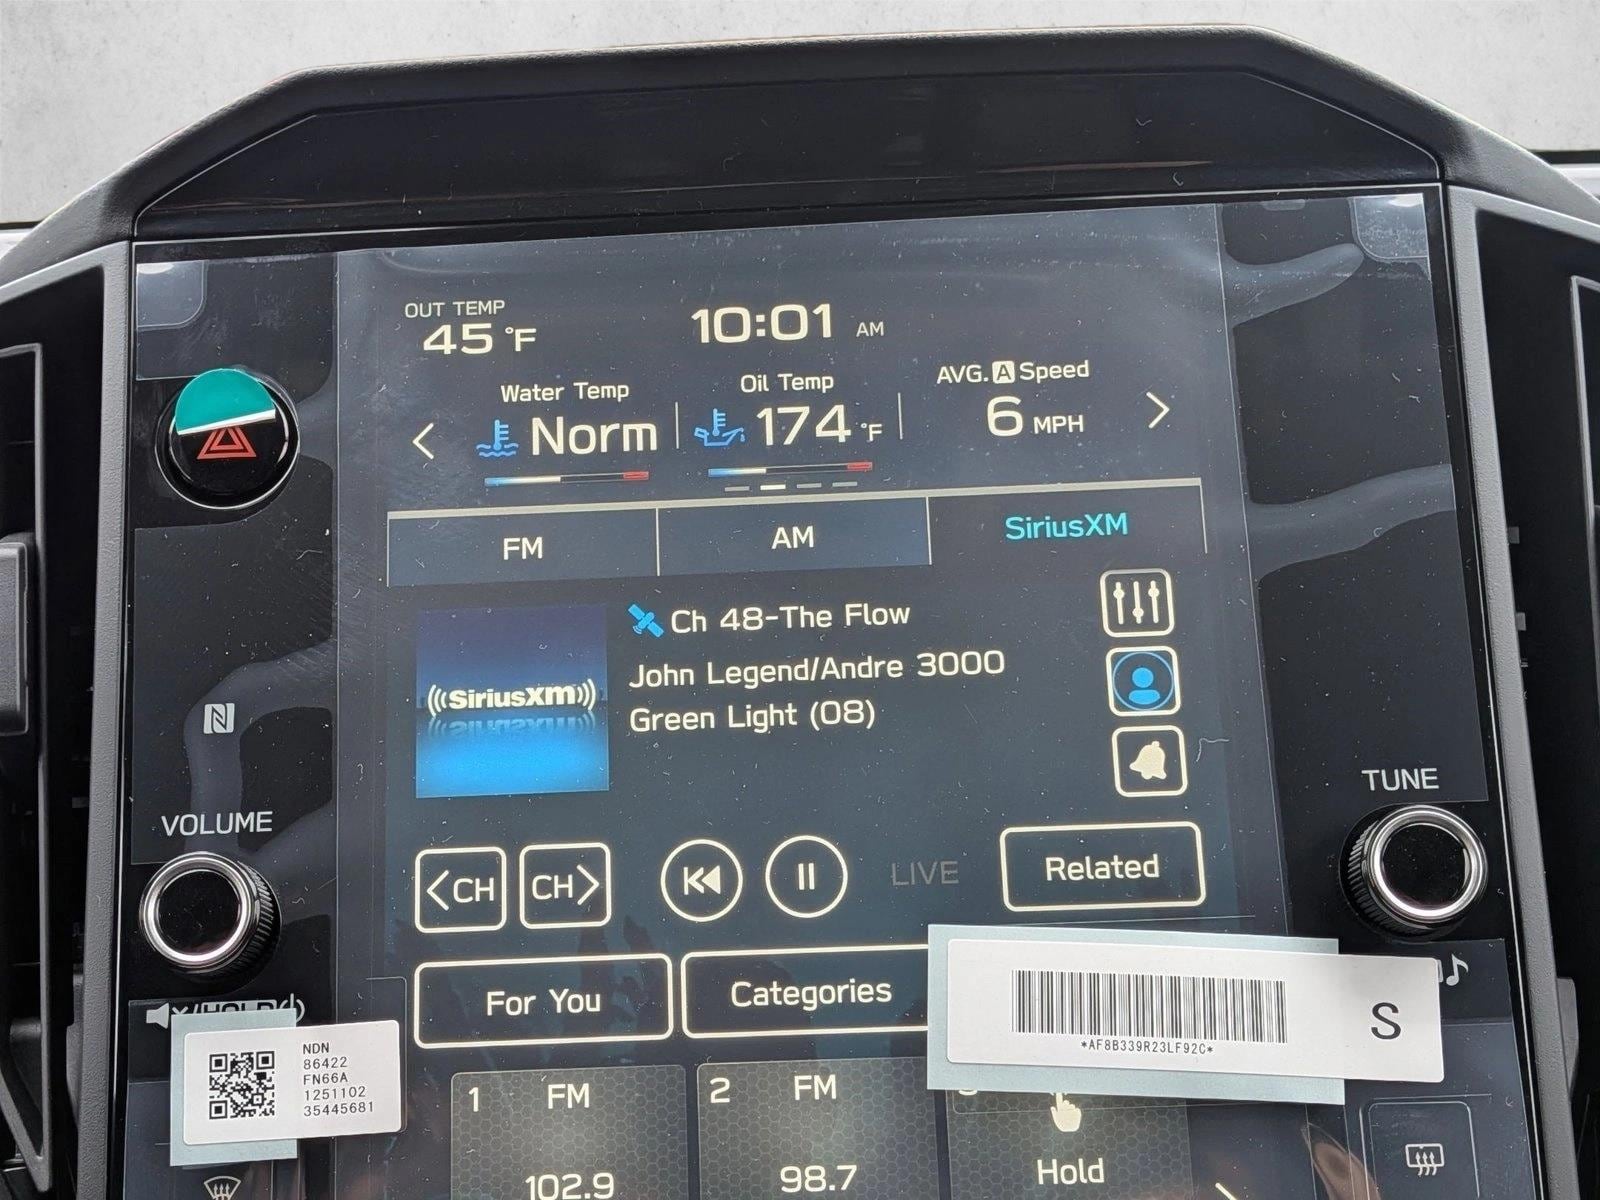 OUT TEMP
45 °F
10:01 AM
Water Temp
Norm
Oil Temp
174 °F
AVG. A Speed
6 MPH
FM
AM
SiriusXM
((SiriusXM))
Ch 48-The Flow
John Legend/Andre 3000
Green Light (08)
VOLUME
TUNE
<CH
CH>
LIVE
Related
For You
Categories
NDN
86422
FN66A
1251102
35445681
*AF8B339R23LF92C*
S
1 FM
102.9
2 FM
98.7
Hold